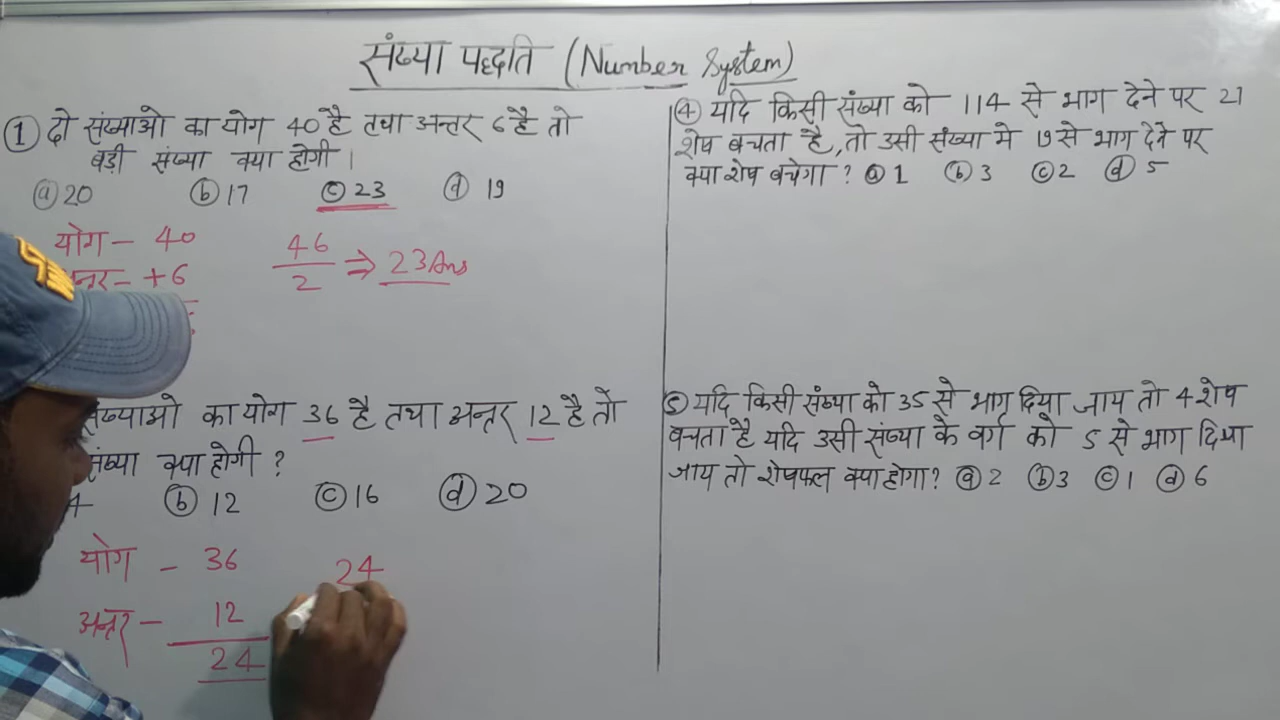 संख्या पद्धति (Number System)
① दो संख्याओ का योग 40 है तथा अन्तर 6 है तो
बड़ी संख्या क्या होगी।
ⓐ 20 ⓑ 17 ⓒ 23 ⓓ 19
योग - 40
+ 6
46
2
⇒ 23 Ans
संख्याओ का योग 36 है तथा अन्तर 12 है तो
संख्या क्या होगी ?
4 ⓑ 12 ⓒ 16 ⓓ 20
योग - 36
अन्तर - 12
24
24
④ यदि किसी संख्या को 114 से भाग देने पर 21
शेष बचता है, तो उसी संख्या मे 19 से भाग देने पर
क्या शेष बचेगा ? ⓐ 1 ⓑ 3 ⓒ 2 ⓓ 5
⑤ यदि किसी संख्या को 35 से भाग दिया जाय तो 4 शेष
बचता है यदि उसी संख्या के वर्ग को 5 से भाग दिया
जाय तो शेषफल क्या होगा? ⓐ 2 ⓑ 3 ⓒ 1 ⓓ 6